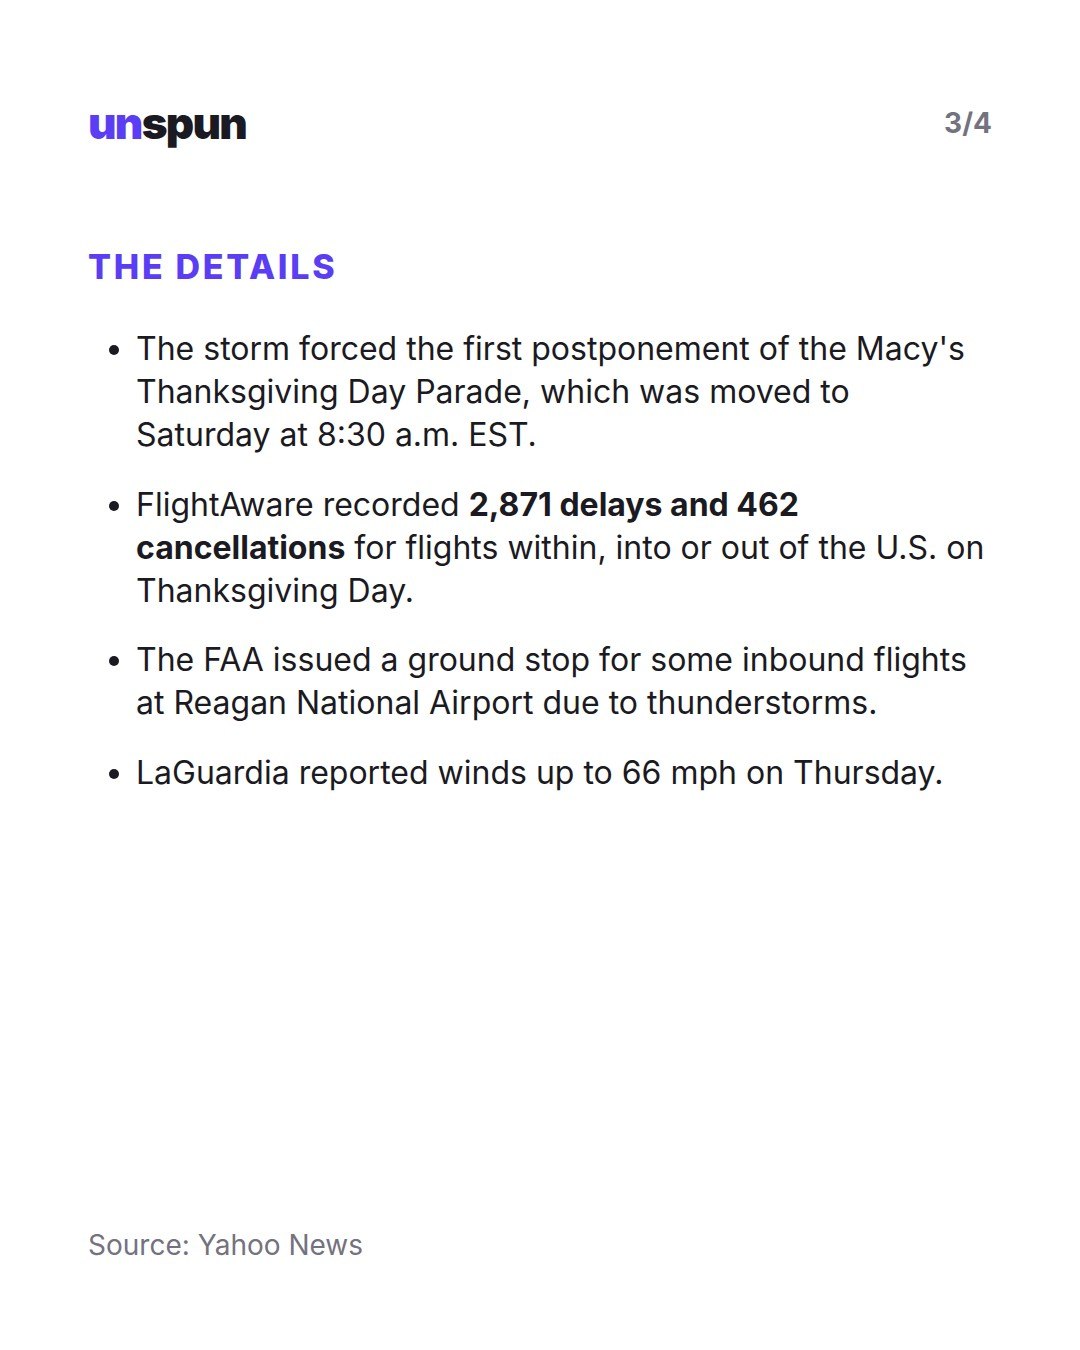 unspun
3/4
THE DETAILS
• The storm forced the first postponement of the Macy's
Thanksgiving Day Parade, which was moved to
Saturday at 8:30 a.m. EST.
• FlightAware recorded 2,871 delays and 462
cancellations for flights within, into or out of the U.S. on
Thanksgiving Day.
• The FAA issued a ground stop for some inbound flights
at Reagan National Airport due to thunderstorms.
• LaGuardia reported winds up to 66 mph on Thursday.
Source: Yahoo News